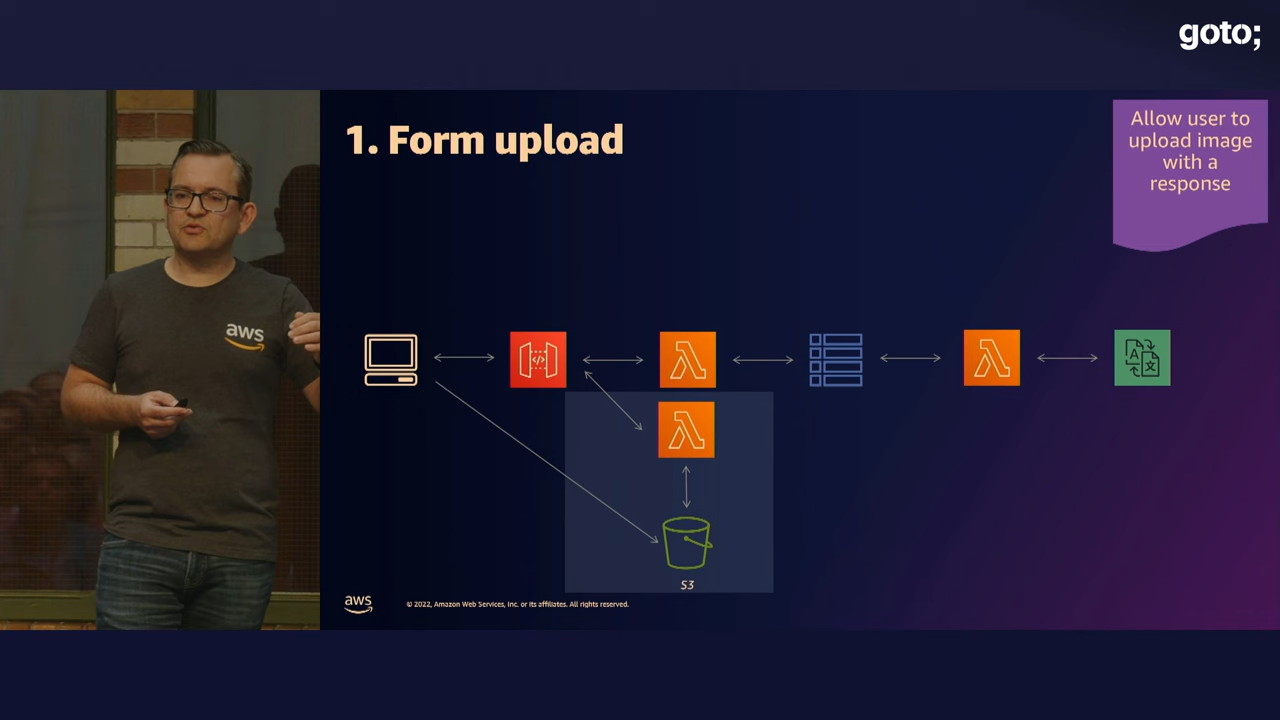 goto;
1. Form upload
Allow user to
upload image
with a
response
aws
S3
aws
© 2022, Amazon Web Services, Inc. or its affiliates. All rights reserved.